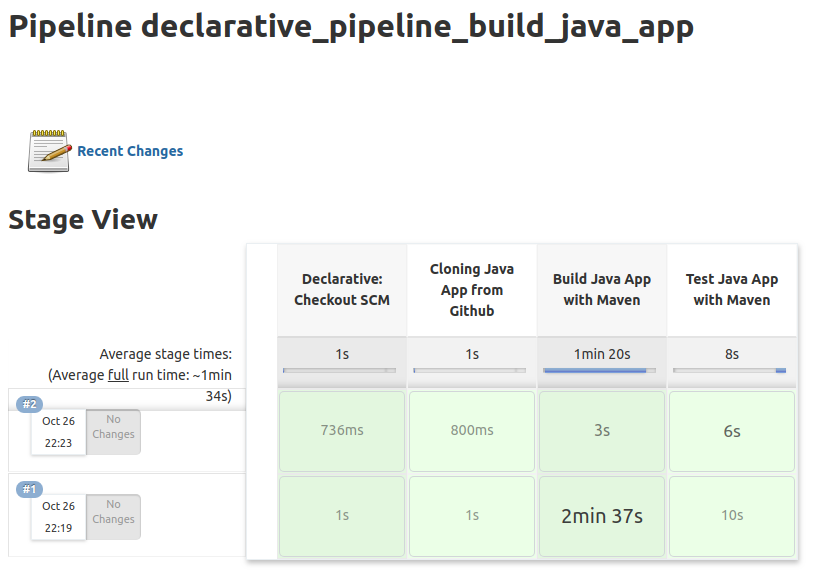 Pipeline declarative_pipeline_build_java_app
Recent Changes
Stage View
Declarative:
Checkout SCM
Cloning Java
App from
Github
Build Java App
with Maven
Test Java App
with Maven
Average stage times:
(Average full run time: ~1min
34s)
1s
1s
1min 20s
8s
#2
Oct 26
22:23
No
Changes
736ms
800ms
3s
6s
#1
Oct 26
22:19
No
Changes
1s
1s
2min 37s
10s